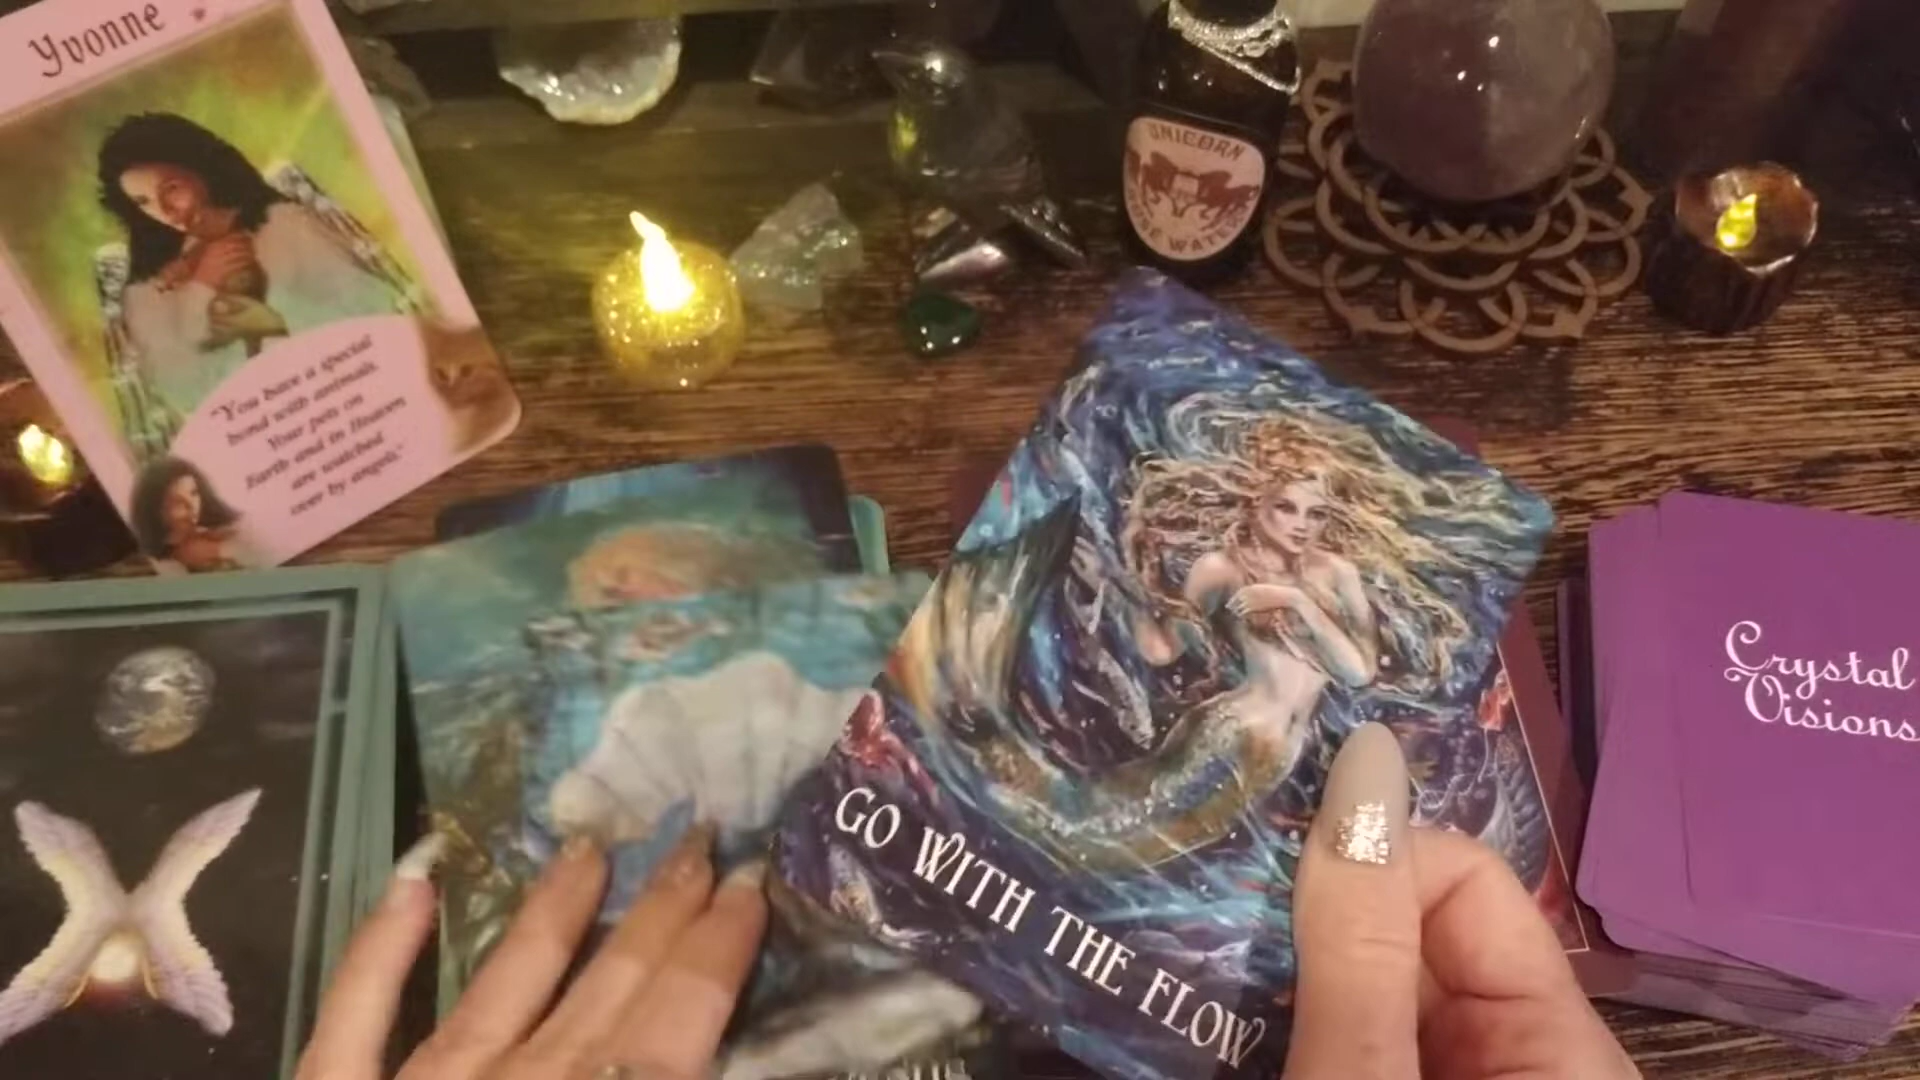 Yvonne
"You have a special
bond with animals.
Your pets on
Earth and in Heaven
are watched
over by angels."
UNICORN
WATER
GO WITH THE FLOW
Crystal
Visions